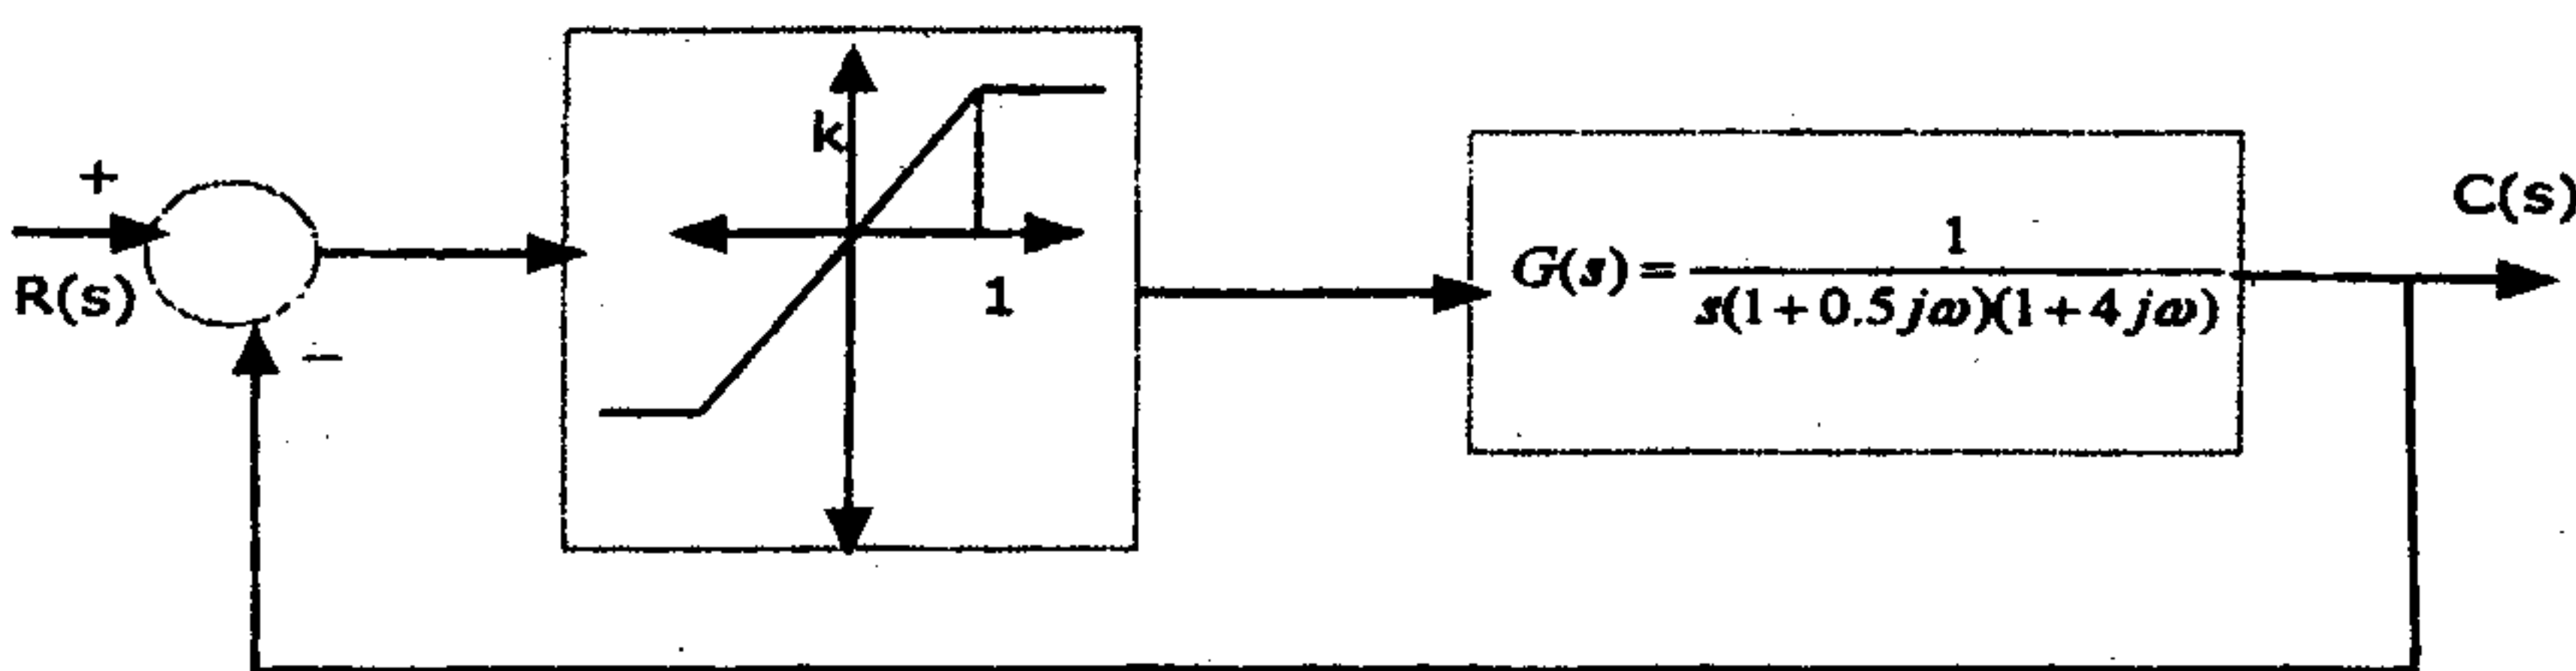 +
R(s)
−
k
1
G(s) = 1 / s(1 + 0.5jω)(1 + 4jω)
C(s)